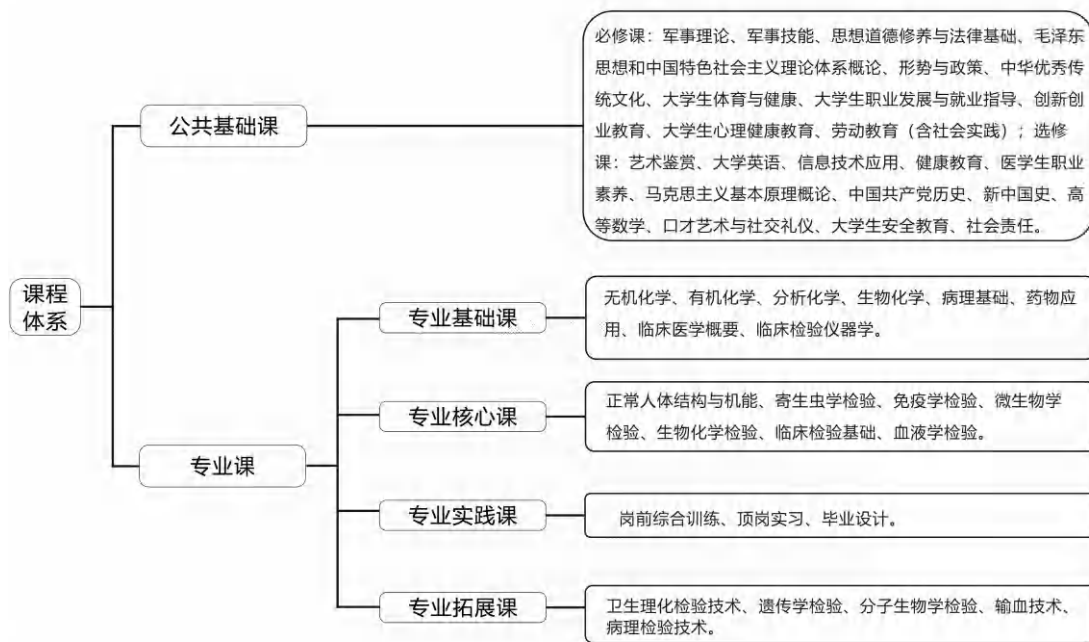 必修课：军事理论、军事技能、思想道德修养与法律基础、毛泽东
思想和中国特色社会主义理论体系概论、形势与政策、中华优秀传
统文化、大学生体育与健康、大学生职业发展与就业指导、创新创
业教育、大学生心理健康教育、劳动教育（含社会实践）；选修
课：艺术鉴赏、大学英语、信息技术应用、健康教育、医学生职业
素养、马克思主义基本原理概论、中国共产党历史、新中国史、高
等数学、口才艺术与社交礼仪、大学生安全教育、社会责任。
公共基础课
课程
体系
专业课
专业基础课
无机化学、有机化学、分析化学、生物化学、病理基础、药物应
用、临床医学概要、临床检验仪器学。
专业核心课
正常人体结构与机能、寄生虫学检验、免疫学检验、微生物学
检验、生物化学检验、临床检验基础、血液学检验。
专业实践课
岗前综合训练、顶岗实习、毕业设计。
专业拓展课
卫生理化检验技术、遗传学检验、分子生物学检验、输血技术、
病理检验技术。